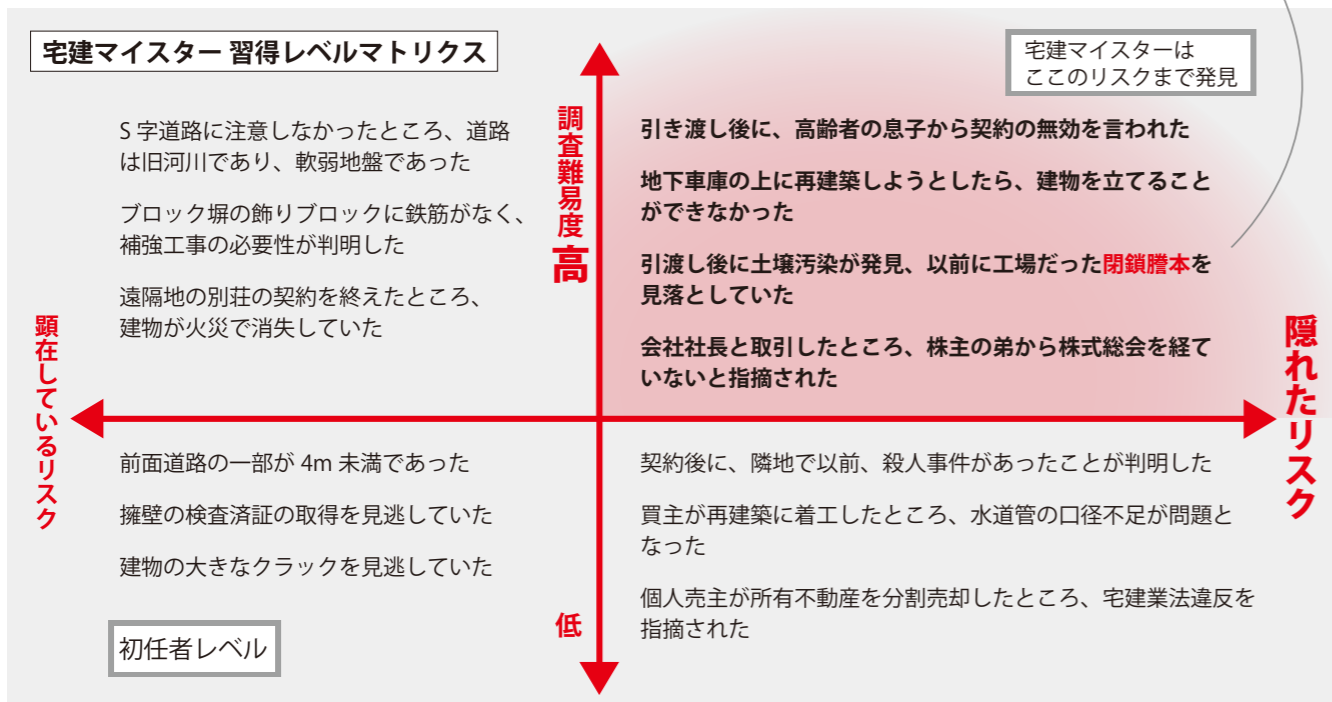 宅建マイスター 習得レベルマトリクス
宅建マイスターは
ここのリスクまで発見
調査難易度 高
S字道路に注意しなかったところ、道路
は旧河川であり、軟弱地盤であった
ブロック塀の飾りブロックに鉄筋がなく、
補強工事の必要性が判明した
遠隔地の別荘の契約を終えたところ、
建物が火災で消失していた
引き渡し後に、高齢者の息子から契約の無効を言われた
地下車庫の上に再建築しようとしたら、建物を立てること
ができなかった
引渡し後に土壌汚染が発見、以前に工場だった閉鎖謄本を
見落としていた
会社社長と取引したところ、株主の弟から株式総会を経て
いないと指摘された
顕在しているリスク
隠れたリスク
前面道路の一部が 4m 未満であった
擁壁の検査済証の取得を見逃していた
建物の大きなクラックを見逃していた
初任者レベル
低
契約後に、隣地で以前、殺人事件があったことが判明した
買主が再建築に着工したところ、水道管の口径不足が問題と
なった
個人売主が所有不動産を分割売却したところ、宅建業法違反を
指摘された